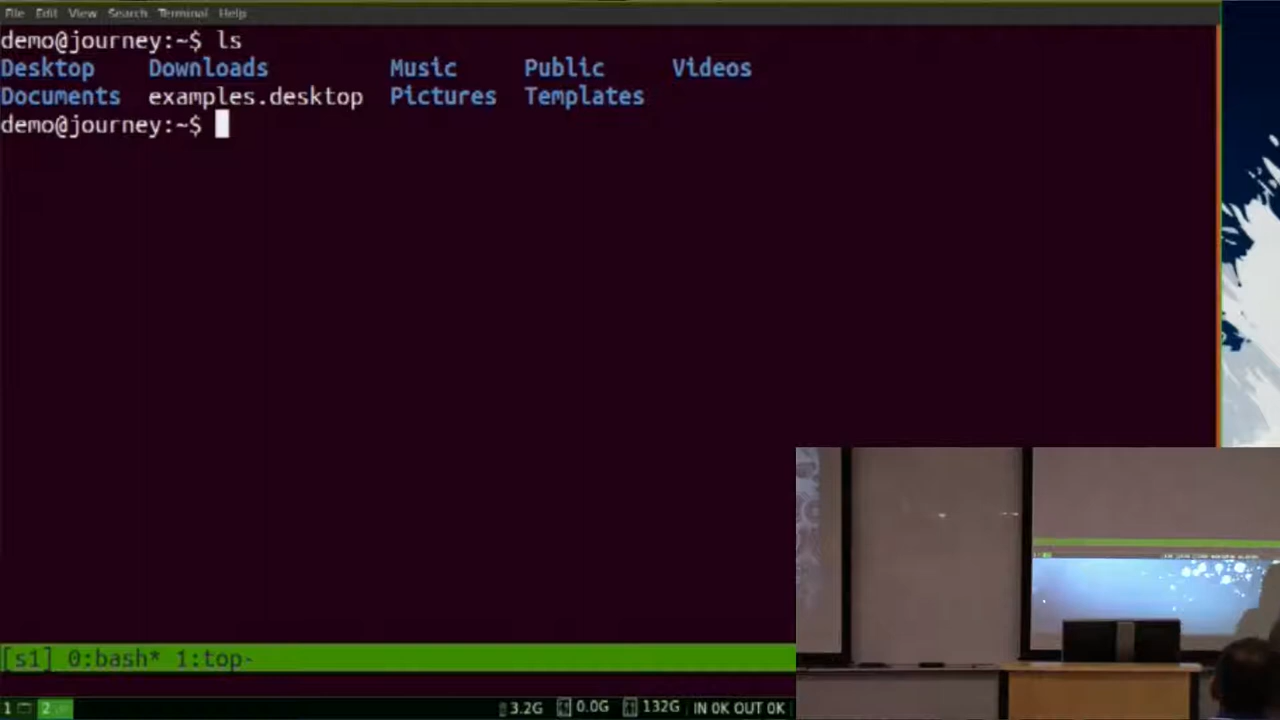 File Edit View Search Terminal Help
demo@journey:~$ ls
Desktop Downloads Music Public Videos
Documents examples.desktop Pictures Templates
demo@journey:~$
[s1] 0:bash* 1:top-
1 2 3.2G 0.0G 132G IN 0K OUT 0K